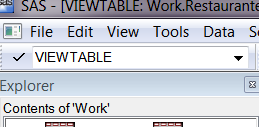 SAS - [VIEWTABLE: Work.Restaurante
File Edit View Tools Data
VIEWTABLE
Explorer
Contents of 'Work'